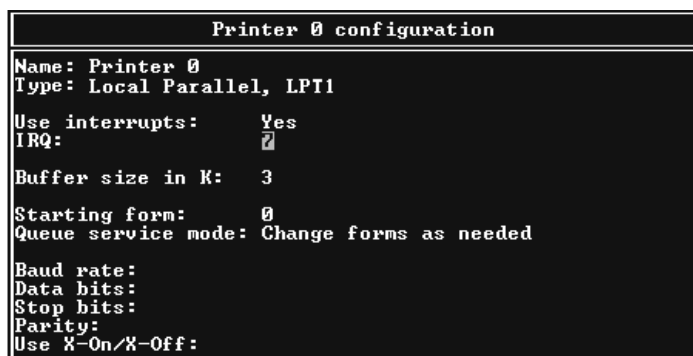 Printer 0 configuration
Name: Printer 0
Type: Local Parallel, LPT1
Use interrupts: Yes
IRQ: 7
Buffer size in K: 3
Starting form: 0
Queue service mode: Change forms as needed
Baud rate:
Data bits:
Stop bits:
Parity:
Use X-On/X-Off: